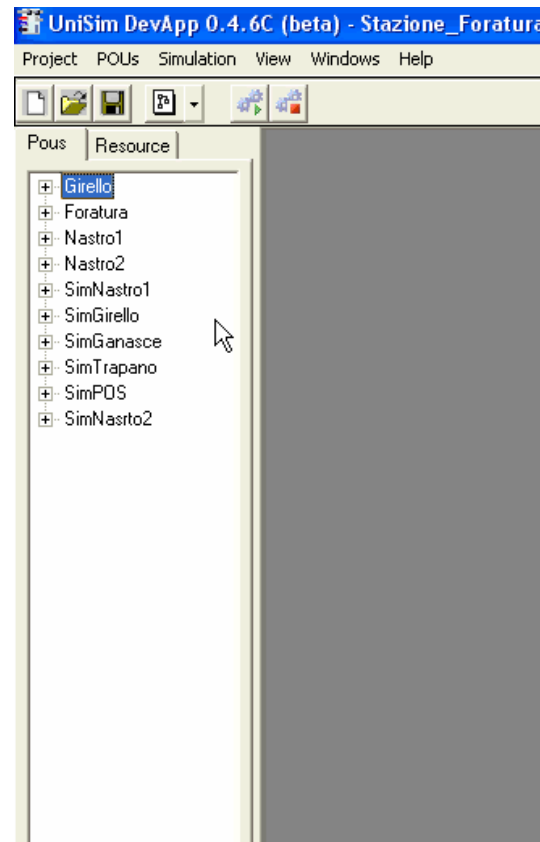 UniSim DevApp 0.4.6C (beta) - Stazione_Foratura
Project POUs Simulation View Windows Help
Pous Resource
Girello
Foratura
Nastro1
Nastro2
SimNastro1
SimGirello
SimGanasce
SimTrapano
SimPOS
SimNasrto2